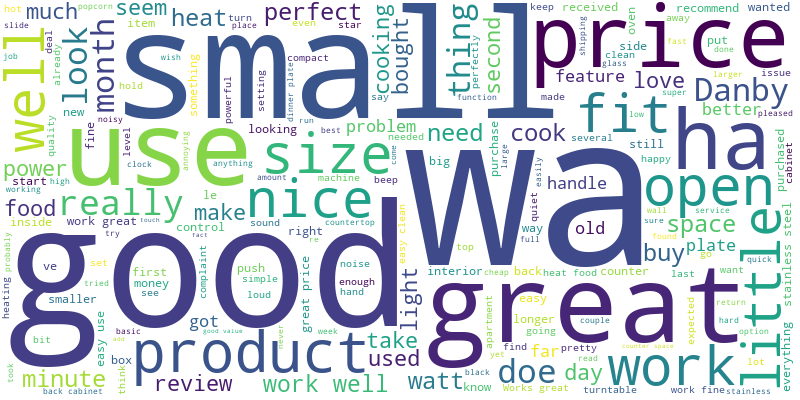 hot
popcorn
much
seem
heat
turn
place
perfect
keep
received
recommend
wanted
slide
deal
month
even
star
cooking
bought
thing
second
price
oven
away
job
look
already
small
something
wish
compact
say
put
done
fast
side
clean
glass
shipping
larger
issue
well
hold
powerful
setting
dinner plate
perfectly
feature
love
Danby
super
pleased
new
noisy
run
function
made
fit
better
low
quality
fine
level
use
looking
best
problem
need
cook
several
still
ha
purchased
cabinet
clock
annoying
size
needed
come
purchase
large
happy
power
anything
big
quiet
easily
start
high
machine
beep
wa
handle
open
working
really
le
nice
amount
countertop
old
space
food
make
work great
touch
control
sound
right
easy clean
way
wall
sure
service
inside
try
good
fact
re
top
full
found
buy
plate
go
little
stainless steel
probably
ve
set
complaint
noise
light
interior
back
heat food
counter
last
want
quick
heating
tried
first
money
see
push
simple
loud
enough
hand
great price
cheap
smaller
great
easy
longer
going
couple
expected
return
hard
option
bit
basic
add
got
good value
never
week
take
apartment
yet
find
pretty
far
everything
easy use
box
product
used
counter space
took
think
black
read
work
lot
minute
review
work well
watt
know
doe
day
turntable
Works great
work fine
stainless
back cabinet
item